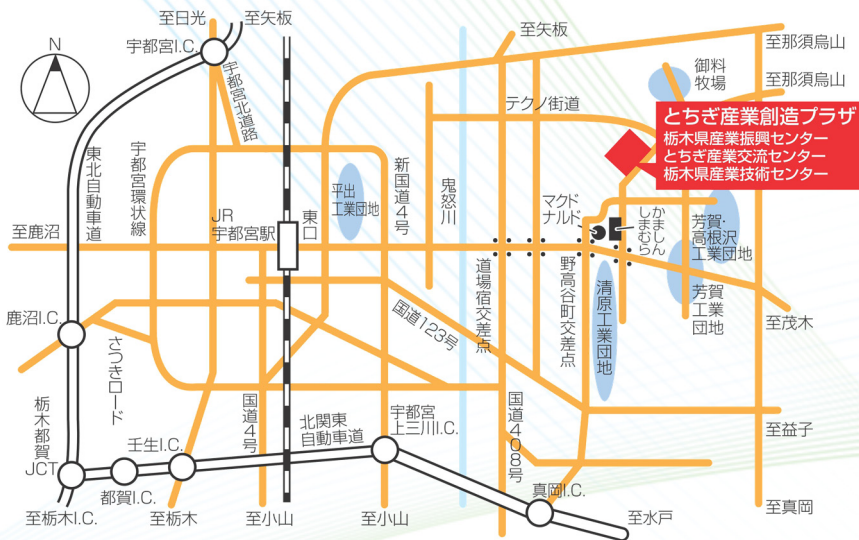 至日光
至矢板
N
宇都宮I.C.
宇都宮北道路
至矢板
至那須烏山
御料
牧場
至那須烏山
テクノ街道
とちぎ産業創造プラザ
栃木県産業振興センター
とちぎ産業交流センター
栃木県産業技術センター
東北自動車道
宇都宮環状線
新国道4号
鬼怒川
平出
工業団地
マクド
ナルド
かましん
しまむら
芳賀・
高根沢
工業団地
JR
宇都宮駅
東口
至鹿沼
道場宿交差点
野高谷町交差点
清原工業団地
芳賀
工業
団地
国道123号
鹿沼I.C.
さつきロード
至茂木
栃木都賀
JCT
国道4号
北関東
自動車道
宇都宮
上三川I.C.
国道408号
至益子
壬生I.C.
都賀I.C.
真岡I.C.
至栃木I.C.
至栃木
至小山
至小山
至水戸
至真岡